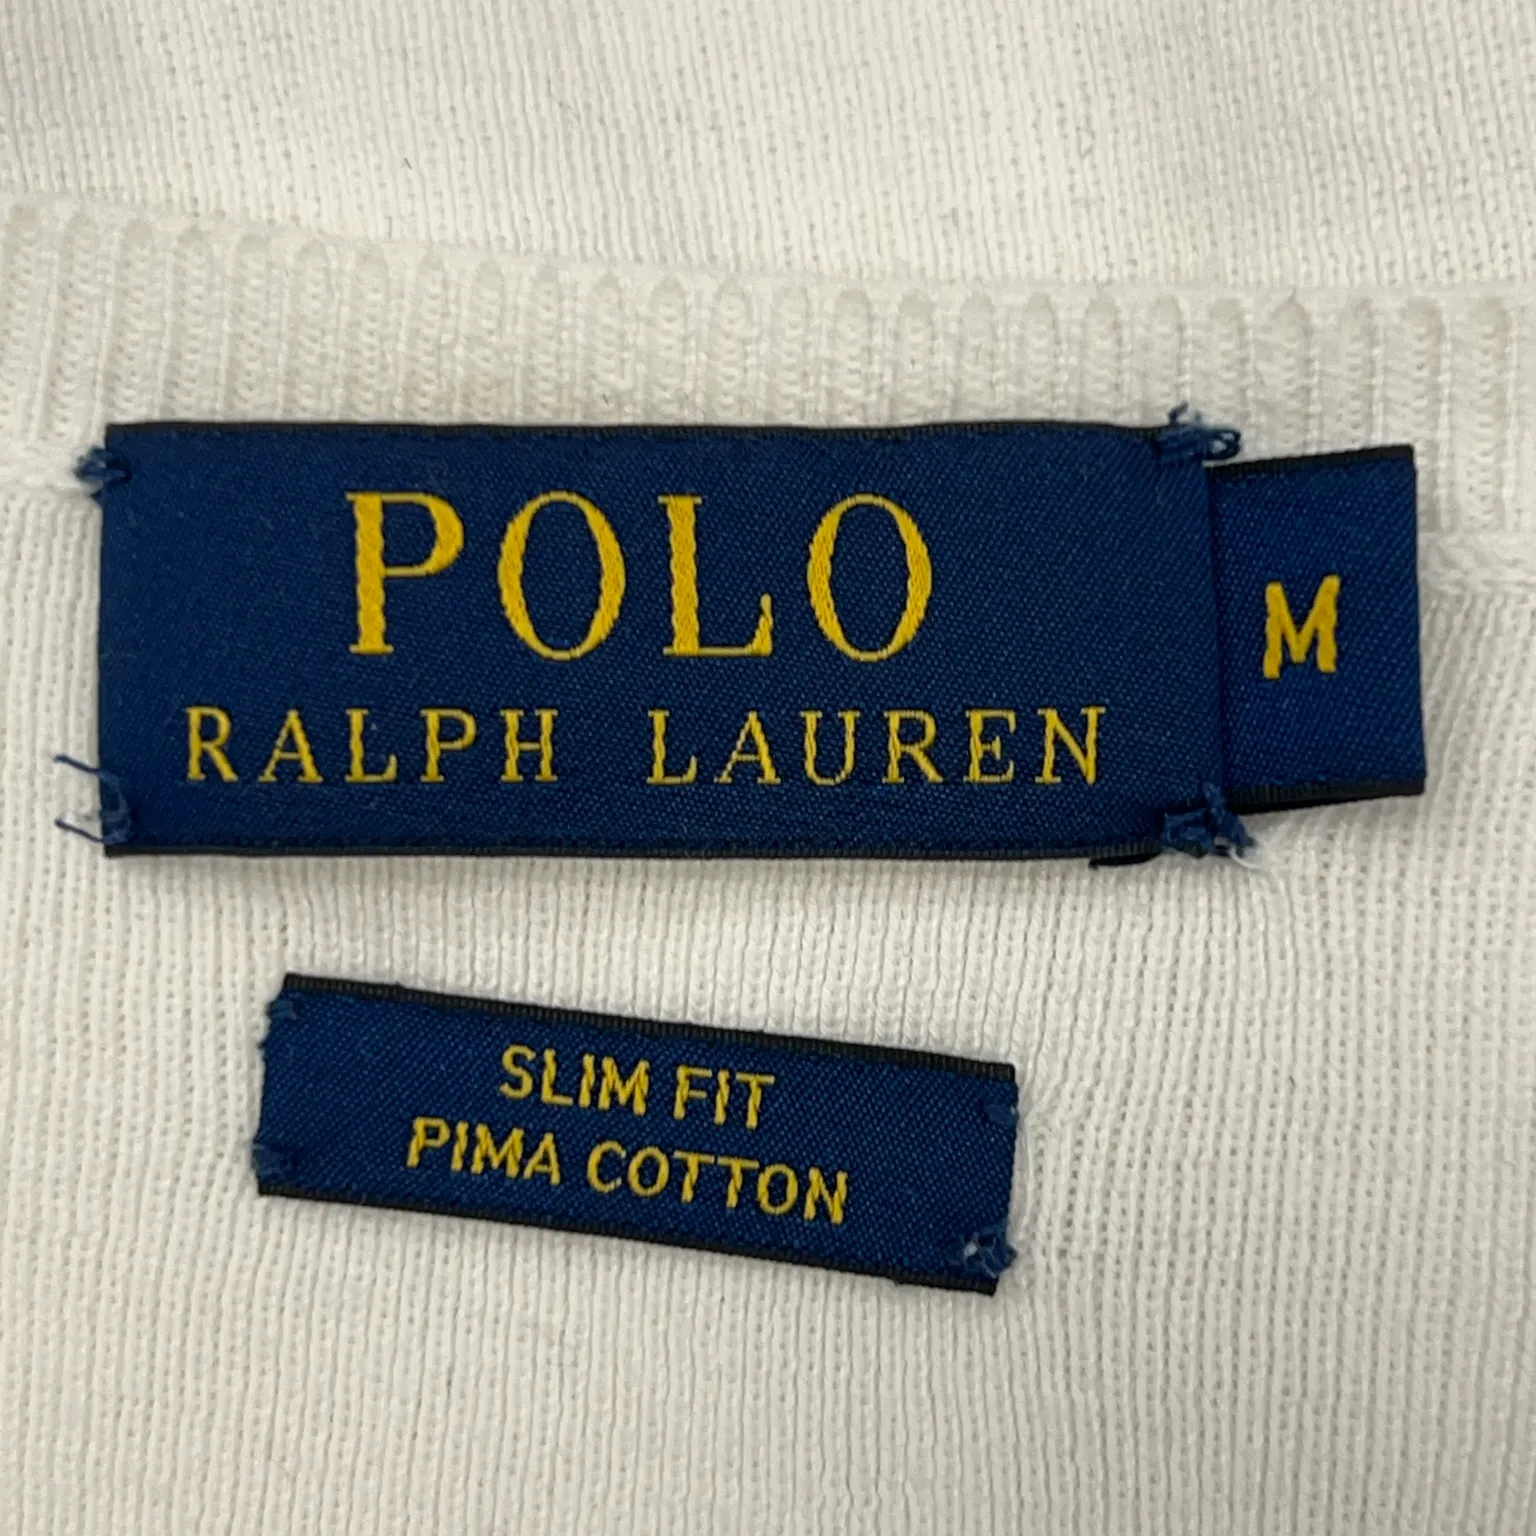 POLO
RALPH LAUREN
M
SLIM FIT
PIMA COTTON